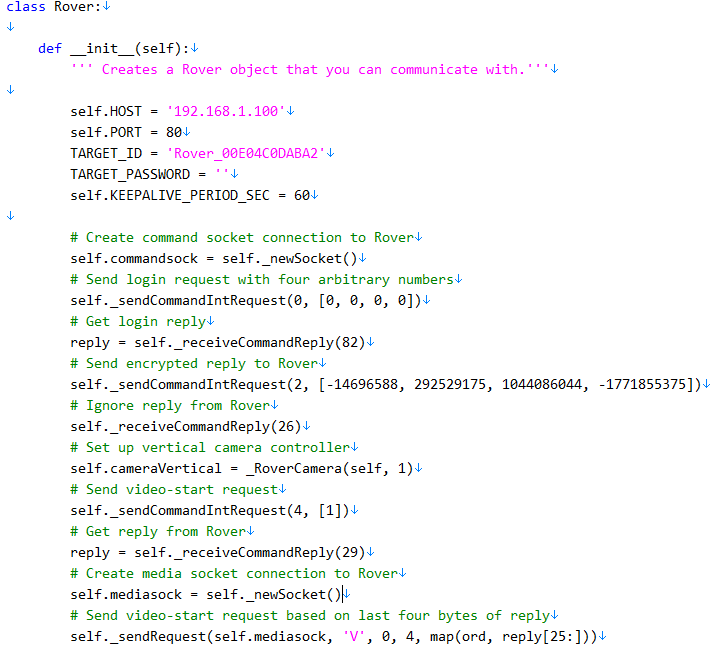 class Rover:↓
↓
    def __init__(self):↓
        ''' Creates a Rover object that you can communicate with.'''↓
↓
        self.HOST = '192.168.1.100'↓
        self.PORT = 80↓
        TARGET_ID = 'Rover_00E04C0DABA2'↓
        TARGET_PASSWORD = ''↓
        self.KEEPALIVE_PERIOD_SEC = 60↓
↓
        # Create command socket connection to Rover↓
        self.commandsock = self._newSocket()↓
        # Send login request with four arbitrary numbers↓
        self._sendCommandIntRequest(0, [0, 0, 0, 0])↓
        # Get login reply↓
        reply = self._receiveCommandReply(82)↓
        # Send encrypted reply to Rover↓
        self._sendCommandIntRequest(2, [-14696588, 292529175, 1044086044, -1771855375])↓
        # Ignore reply from Rover↓
        self._receiveCommandReply(26)↓
        # Set up vertical camera controller↓
        self.cameraVertical = _RoverCamera(self, 1)↓
        # Send video-start request↓
        self._sendCommandIntRequest(4, [1])↓
        # Get reply from Rover↓
        reply = self._receiveCommandReply(29)↓
        # Create media socket connection to Rover↓
        self.mediasock = self._newSocket()↓
        # Send video-start request based on last four bytes of reply↓
        self._sendRequest(self.mediasock, 'V', 0, 4, map(ord, reply[25:]))↓